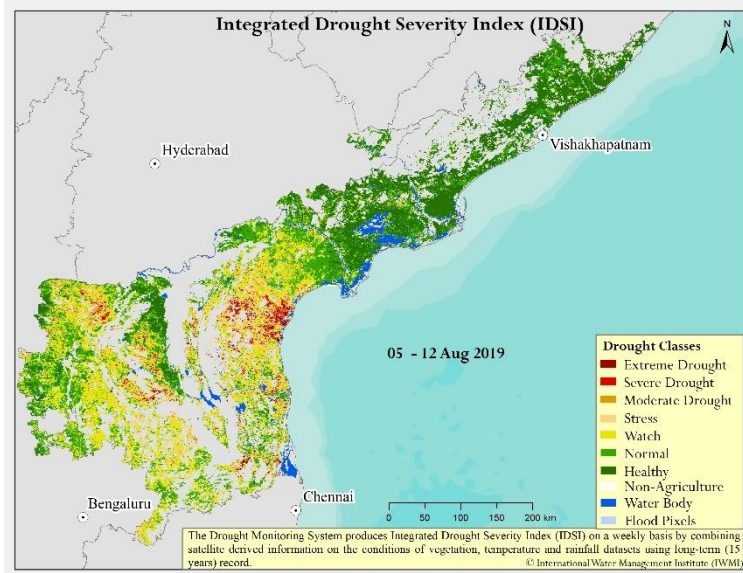 Integrated Drought Severity Index (IDSI)
N
Hyderabad
Vishakhapatnam
05 - 12 Aug 2019
Drought Classes
Extreme Drought
Severe Drought
Moderate Drought
Stress
Watch
Normal
Healthy
Non-Agriculture
Water Body
Flood Pixels
Bengaluru
Chennai
0 50 100 200 km
The Drought Monitoring System produces Integrated Drought Severity Index (IDSI) on a weekly basis by combining
satellite derived information on the conditions of vegetation, temperature and rainfall datasets using long-term (15
years) record.
© International Water Management Institute (IWMI)